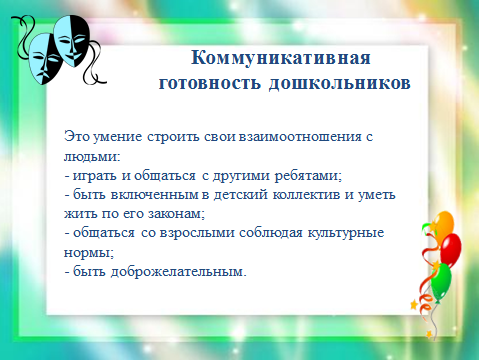 Коммуникативная
готовность дошкольников
Это умение строить свои взаимоотношения с
людьми:
- играть и общаться с другими ребятами;
- быть включенным в детский коллектив и уметь
жить по его законам;
- общаться со взрослыми соблюдая культурные
нормы;
- быть доброжелательным.